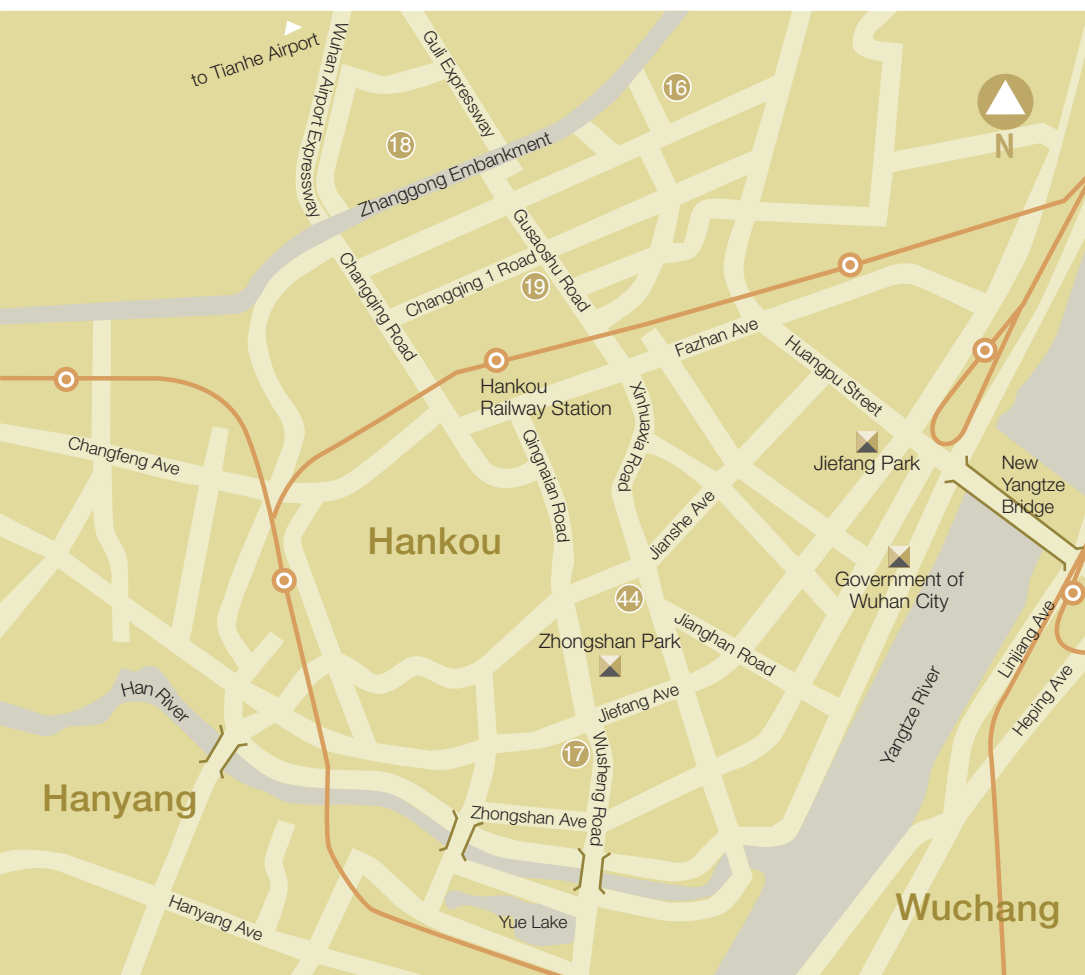 to Tianhe Airport
Wuhan Airport Expressway
Guli Expressway
16
18
N
Zhanggong Embankment
Gusaoshu Road
Changqing 1 Road
19
Changqing Road
Fazhan Ave
Huangpu Street
Hankou
Railway Station
Xinhuaxia Road
Qingnaian Road
Changfeng Ave
Jiefang Park
New
Yangtze
Bridge
Jianshe Ave
Hankou
Government of
Wuhan City
44
Jianghan Road
Zhongshan Park
Linjiang Ave
Heping Ave
Han River
Jiefang Ave
Yangtze River
17
Wusheng Road
Hanyang
Zhongshan Ave
Hanyang Ave
Yue Lake
Wuchang